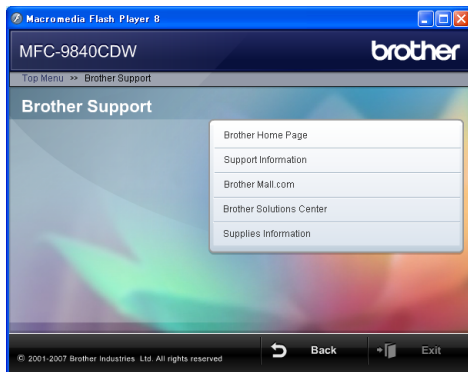 Macromedia Flash Player 8
MFC-9840CDW
brother
Top Menu >> Brother Support
Brother Support
Brother Home Page
Support Information
Brother Mall.com
Brother Solutions Center
Supplies Information
© 2001-2007 Brother Industries Ltd. All rights reserved
Back
Exit